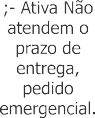 ;- Ativa Não
atendem o
prazo de
entrega,
pedido
emergencial.